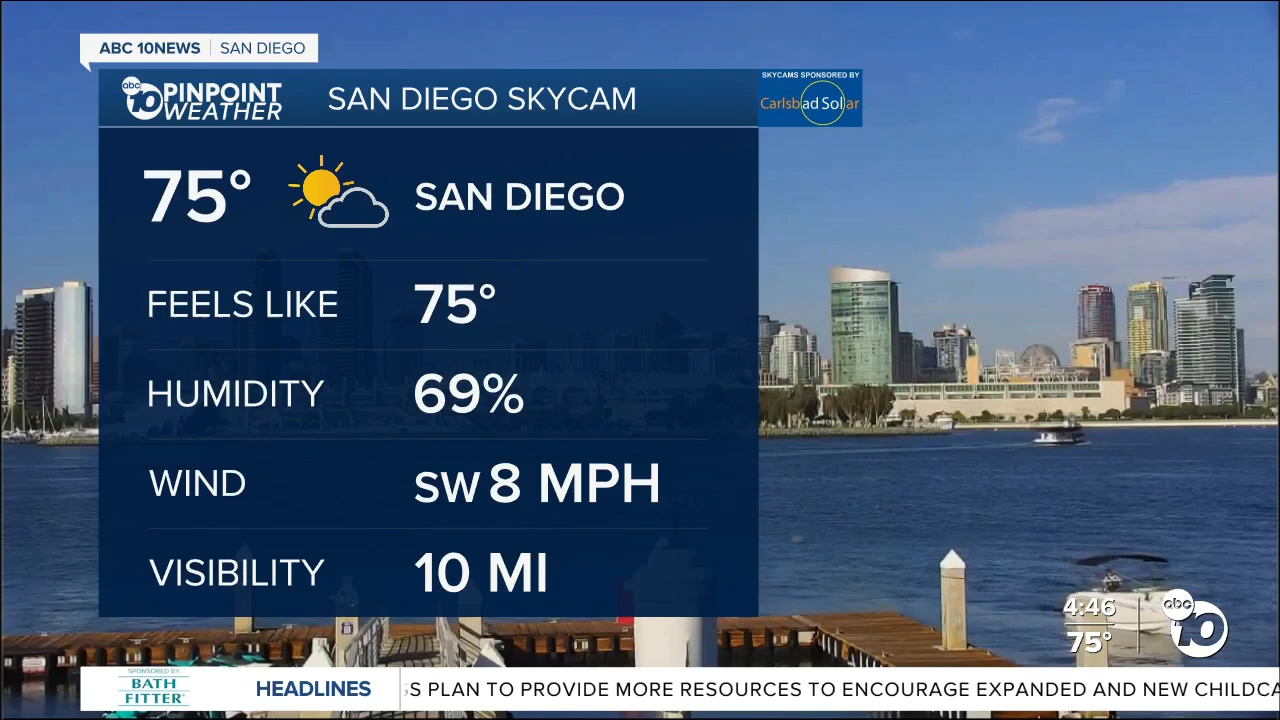 ABC 10NEWS | SAN DIEGO
abc 10 PINPOINT WEATHER
SAN DIEGO SKYCAM
SKYCAMS SPONSORED BY
Carlsbad Solar
75° SAN DIEGO
FEELS LIKE 75°
HUMIDITY 69%
WIND SW 8 MPH
VISIBILITY 10 MI
4:46
75°
abc 10
SPONSORED BY:
BATH
FITTER
HEADLINES
PLAN TO PROVIDE MORE RESOURCES TO ENCOURAGE EXPANDED AND NEW